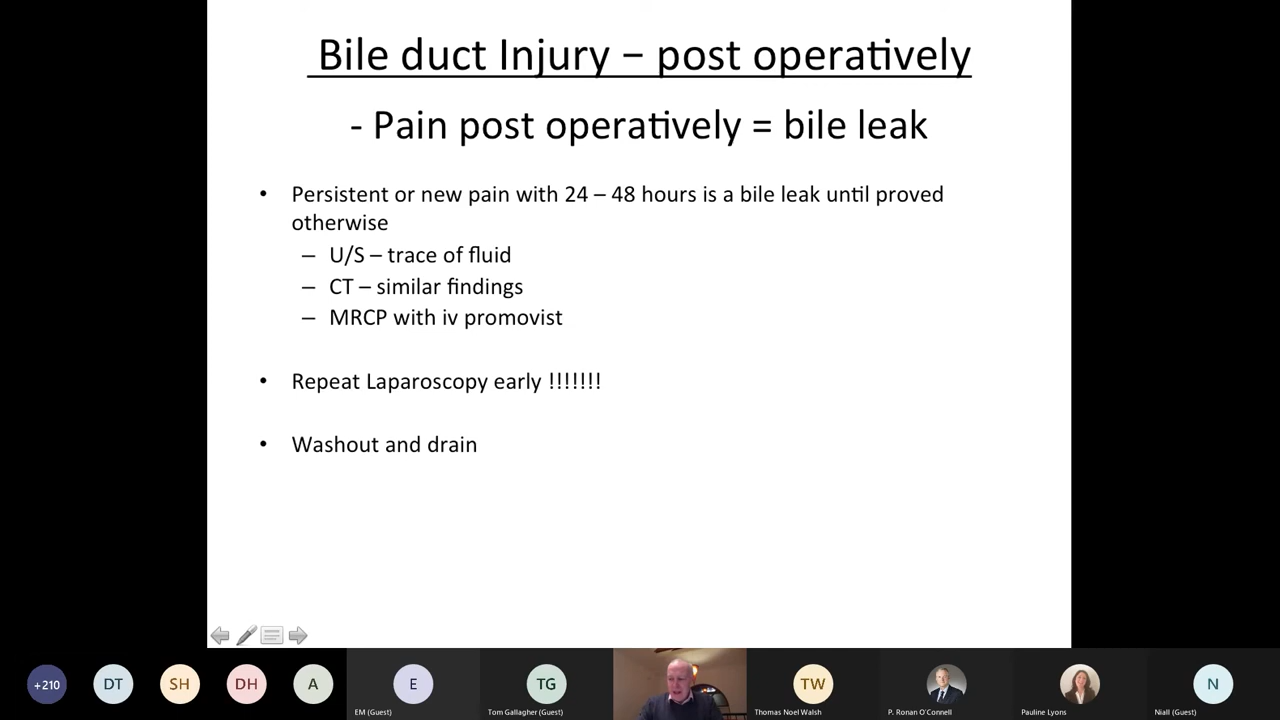 Bile duct Injury – post operatively
- Pain post operatively = bile leak
• Persistent or new pain with 24 – 48 hours is a bile leak until proved
otherwise
– U/S – trace of fluid
– CT – similar findings
– MRCP with iv promovist
• Repeat Laparoscopy early !!!!!!!
• Washout and drain
+210
DT
SH
DH
A
E
TG
TW
N
EM (Guest)
Tom Gallagher (Guest)
Thomas Noel Walsh
P. Ronan O'Connell
Pauline Lyons
Niall (Guest)